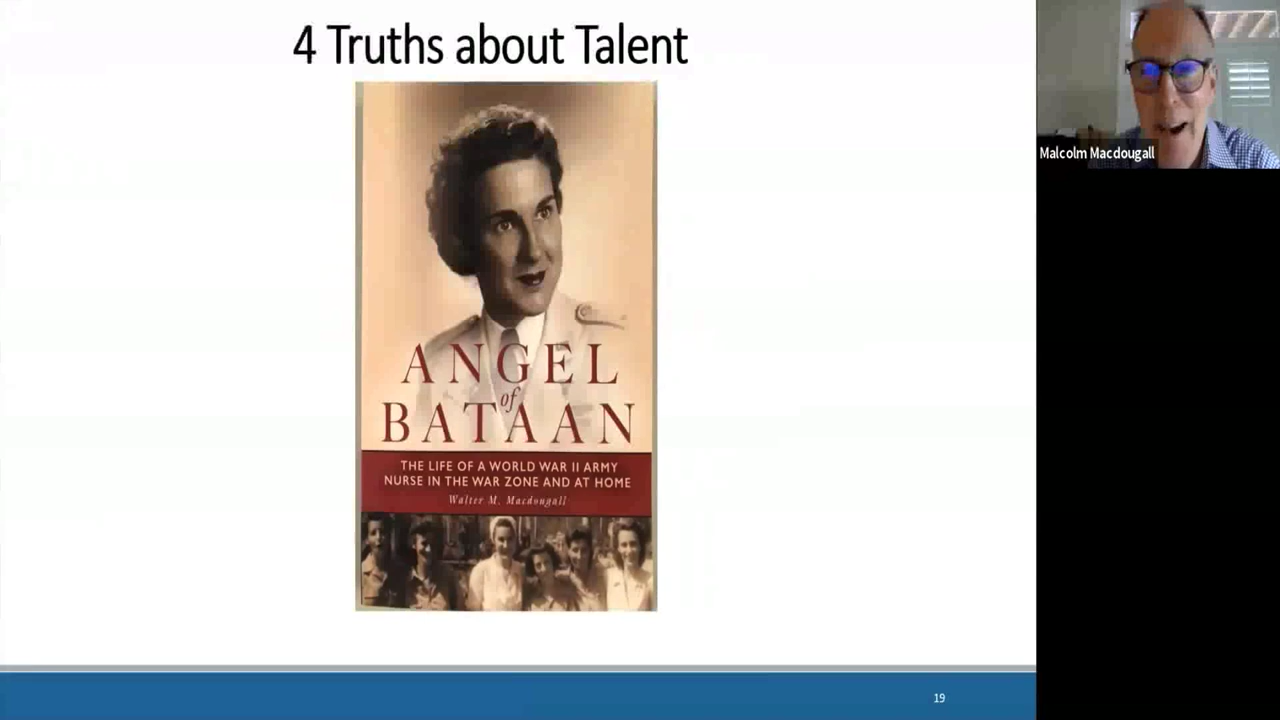 4 Truths about Talent
ANGEL
of
BATAAN
THE LIFE OF A WORLD WAR II ARMY
NURSE IN THE WAR ZONE AND AT HOME
Walter M. Macdougall
19
Malcolm Macdougall